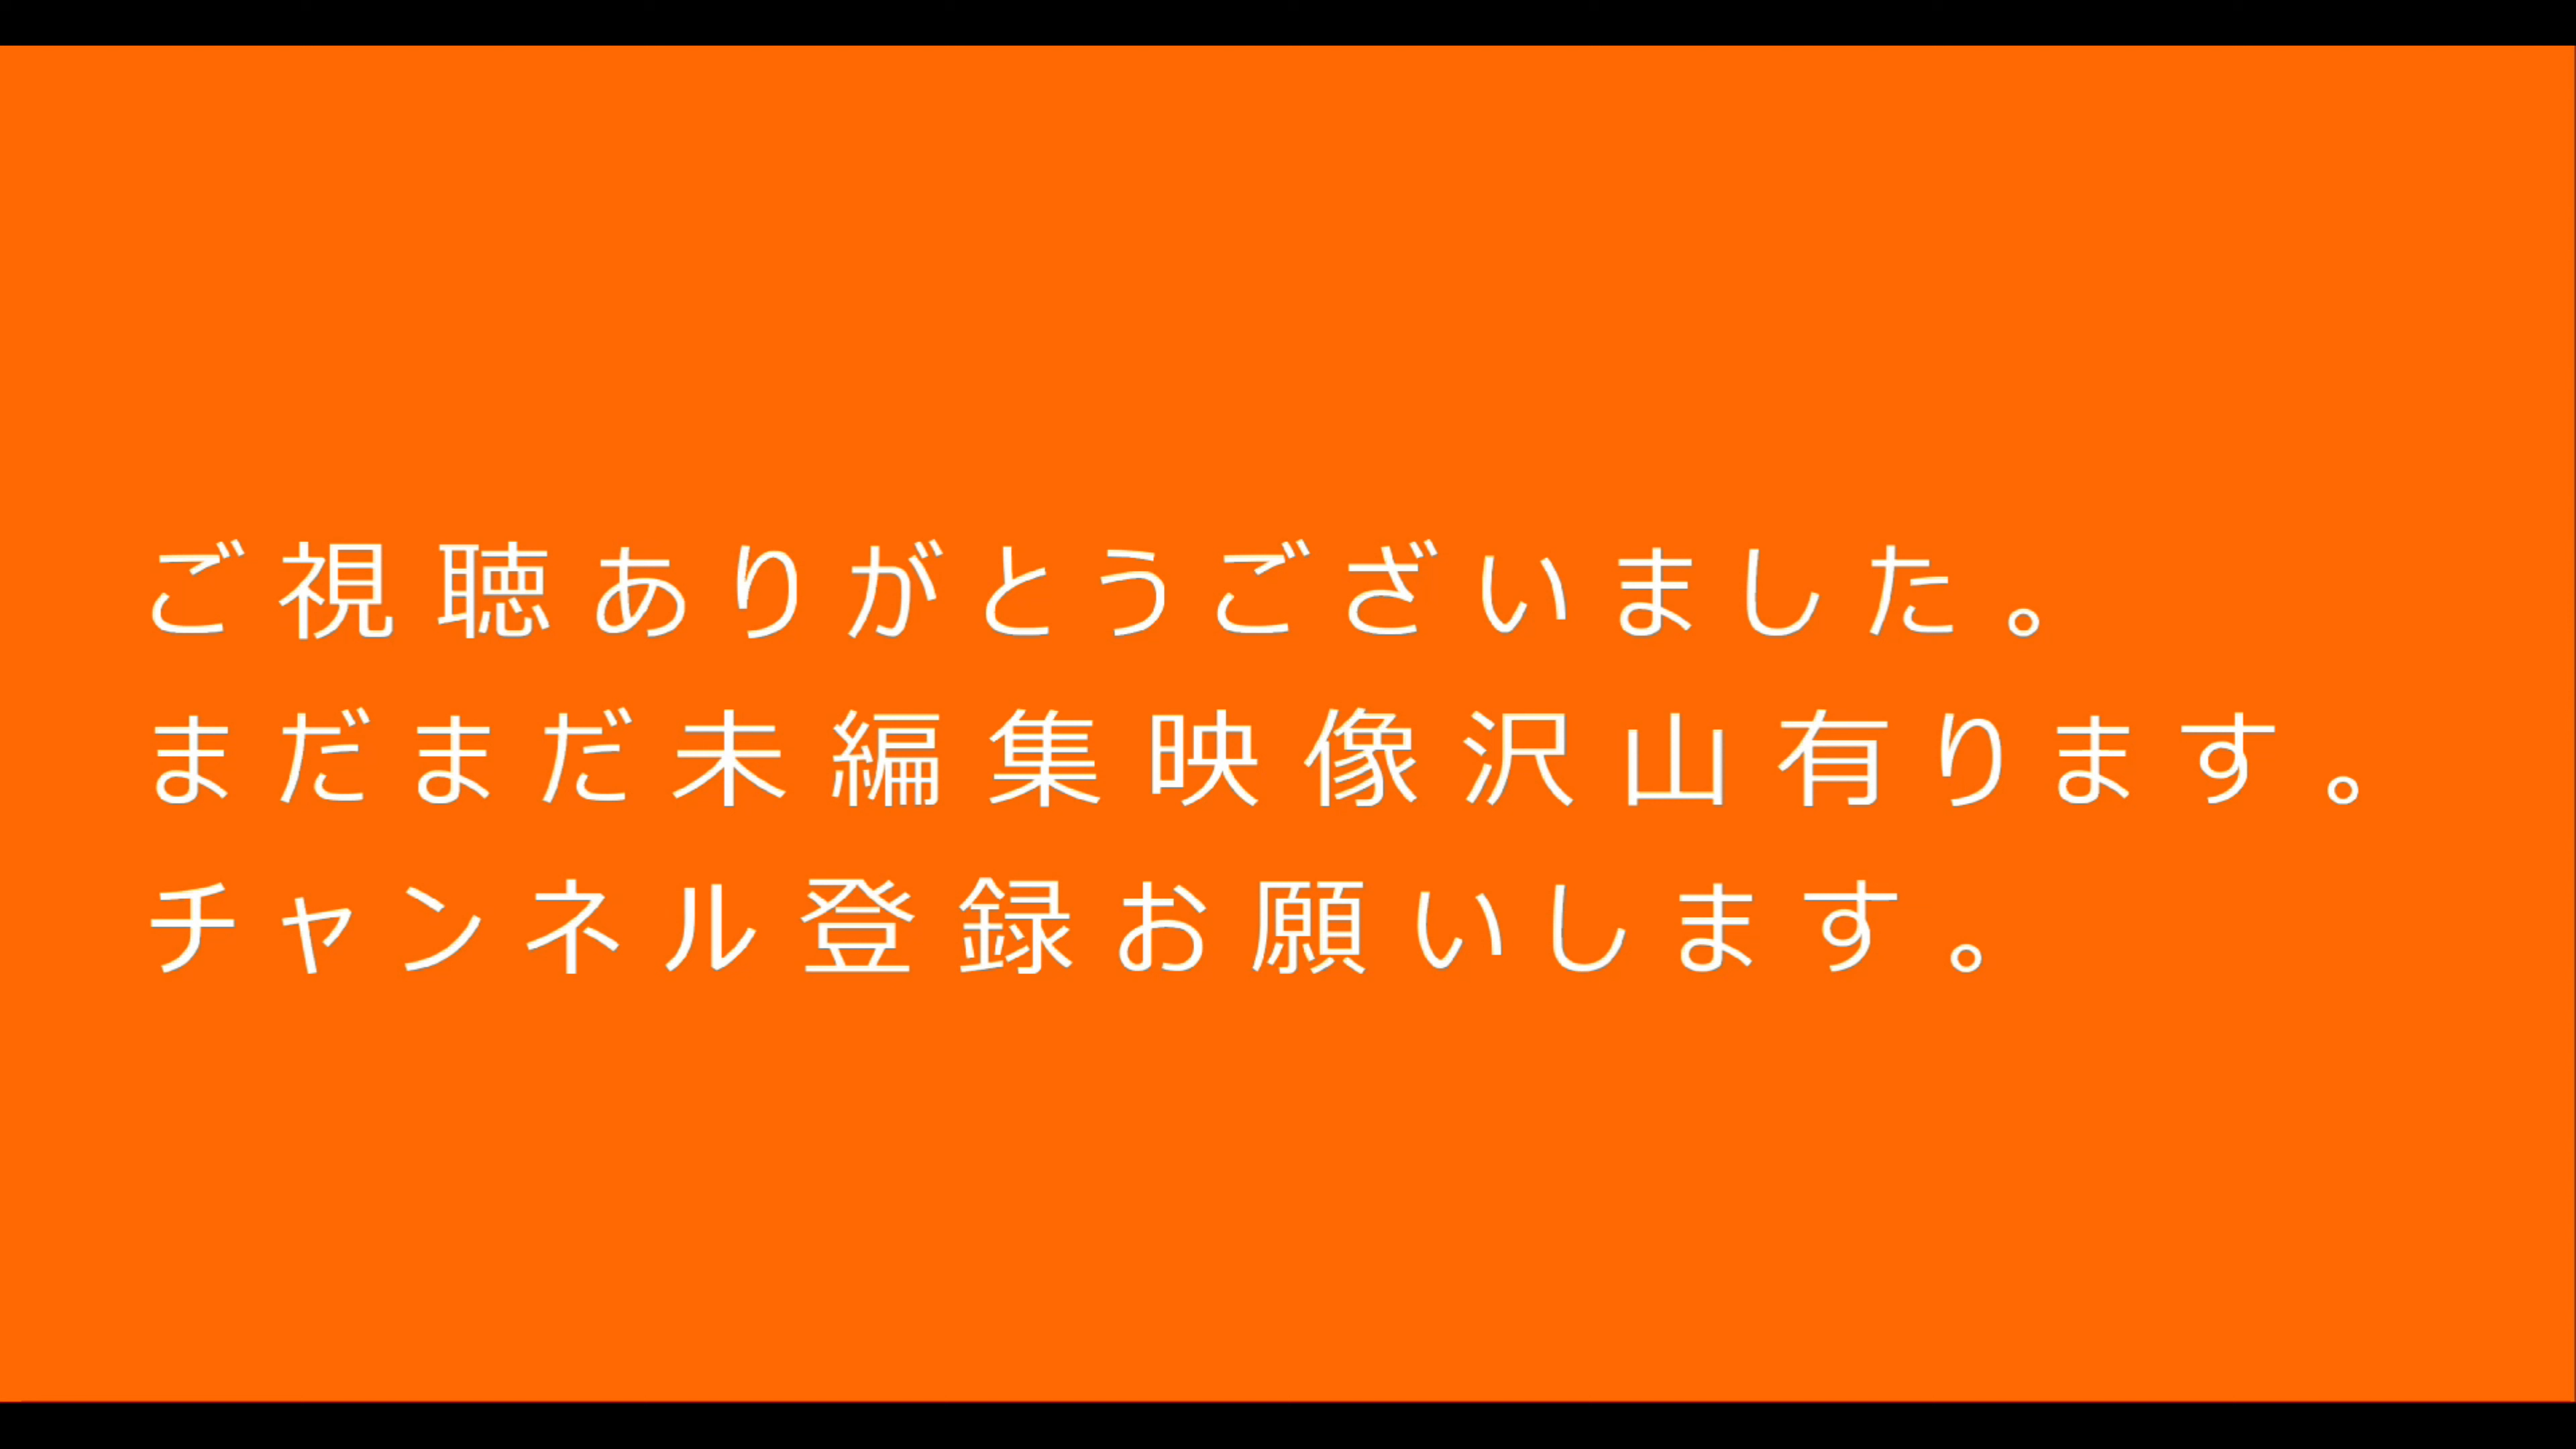 ご視聴ありがとうございました。
まだまだ未編集映像沢山有ります。
チャンネル登録お願いします。